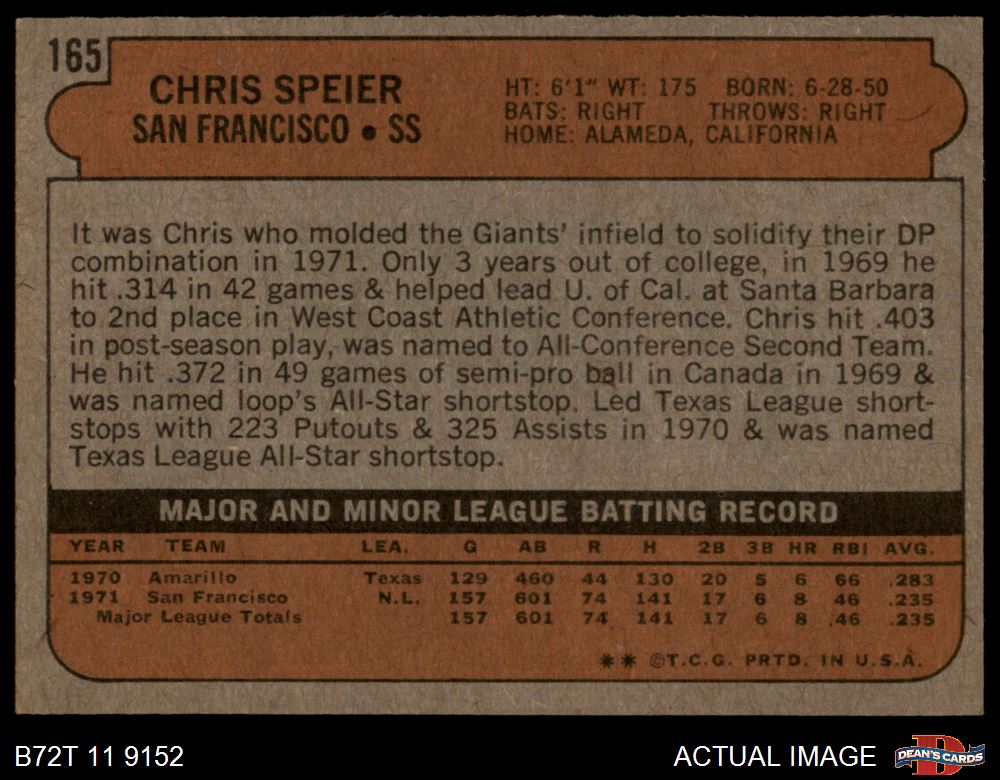 165
CHRIS SPEIER
SAN FRANCISCO • SS
HT: 6'1" WT: 175 BORN: 6-28-50
BATS: RIGHT THROWS: RIGHT
HOME: ALAMEDA, CALIFORNIA
It was Chris who molded the Giants' infield to solidify their DP
combination in 1971. Only 3 years out of college, in 1969 he
hit .314 in 42 games & helped lead U. of Cal. at Santa Barbara
to 2nd place in West Coast Athletic Conference. Chris hit .403
in post-season play, was named to All-Conference Second Team.
He hit .372 in 49 games of semi-pro ball in Canada in 1969 &
was named loop's All-Star shortstop. Led Texas League short-
stops with 223 Putouts & 325 Assists in 1970 & was named
Texas League All-Star shortstop.
MAJOR AND MINOR LEAGUE BATTING RECORD
YEAR TEAM LEA. G AB R H 2B 3B HR RBI AVG.
1970 Amarillo Texas 129 460 44 130 20 5 6 66 .283
1971 San Francisco N.L. 157 601 74 141 17 6 8 46 .235
Major League Totals 157 601 74 141 17 6 8 46 .235
** ©T.C.G. PRTD. IN U.S.A.
B72T 11 9152
ACTUAL IMAGE
DEAN'S CARDS